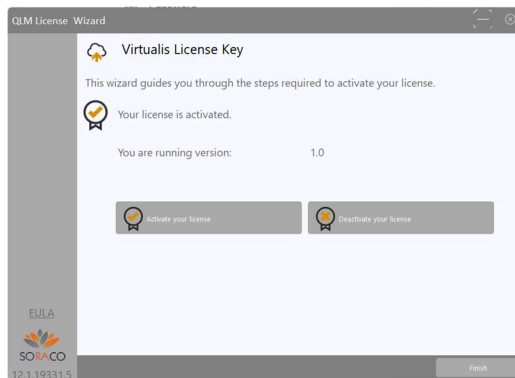 QLM License Wizard
Virtualis License Key
This wizard guides you through the steps required to activate your license.
Your license is activated.
You are running version: 1.0
Activate your license
Deactivate your license
EULA
SORACO
12.1.19331.5
Finish